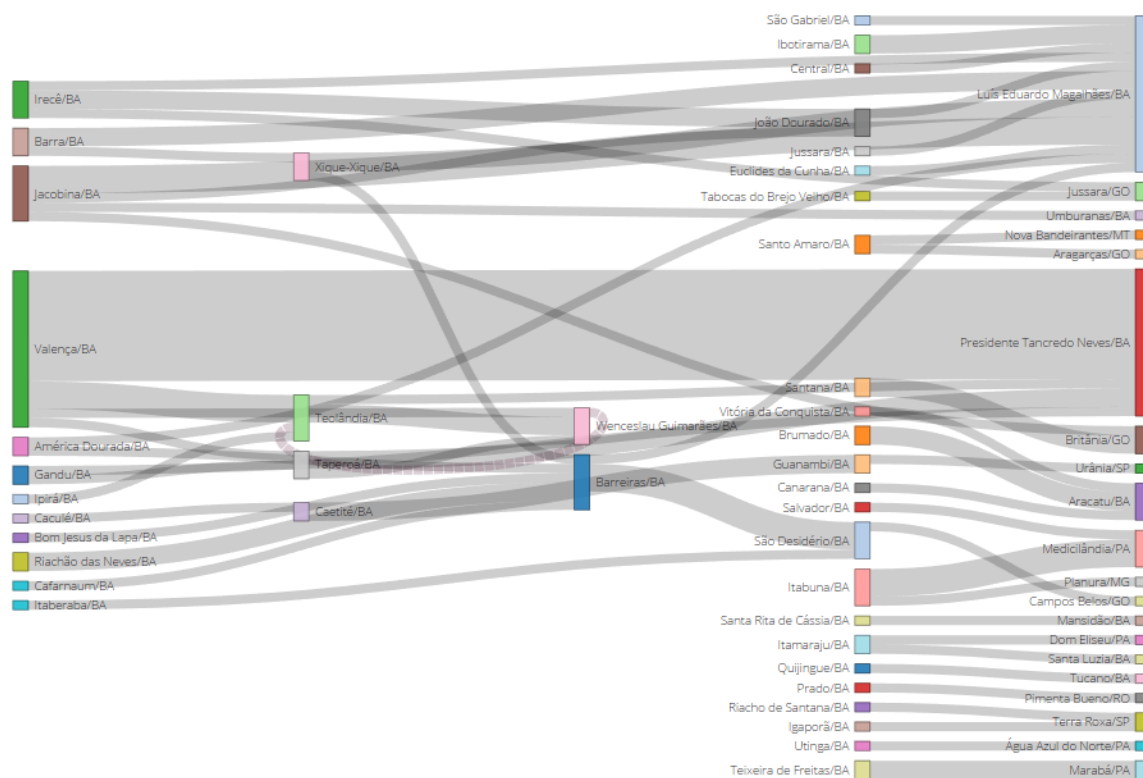 Irecê/BA
Barra/BA
Jacobina/BA
Valença/BA
América Dourada/BA
Gandu/BA
Ipirá/BA
Caculé/BA
Bom Jesus da Lapa/BA
Riachão das Neves/BA
Cafarnaum/BA
Itaberaba/BA
Xique-Xique/BA
Teolândia/BA
Taperoá/BA
Caetité/BA
Wenceslau Guimarães/BA
Barreiras/BA
São Gabriel/BA
Ibotirama/BA
Central/BA
João Dourado/BA
Jussara/BA
Euclides da Cunha/BA
Tabocas do Brejo Velho/BA
Santo Amaro/BA
Santana/BA
Vitória da Conquista/BA
Brumado/BA
Guanambi/BA
Canarana/BA
Salvador/BA
São Desidério/BA
Itabuna/BA
Santa Rita de Cássia/BA
Itamaraju/BA
Quijingue/BA
Prado/BA
Riacho de Santana/BA
Igaporã/BA
Utinga/BA
Teixeira de Freitas/BA
Luís Eduardo Magalhães/BA
Jussara/GO
Umburanas/BA
Nova Bandeirantes/MT
Aragarças/GO
Presidente Tancredo Neves/BA
Britânia/GO
Urânia/SP
Aracatu/BA
Medicilândia/PA
Planura/MG
Campos Belos/GO
Mansidão/BA
Dom Eliseu/PA
Santa Luzia/BA
Tucano/BA
Pimenta Bueno/RO
Terra Roxa/SP
Água Azul do Norte/PA
Marabá/PA